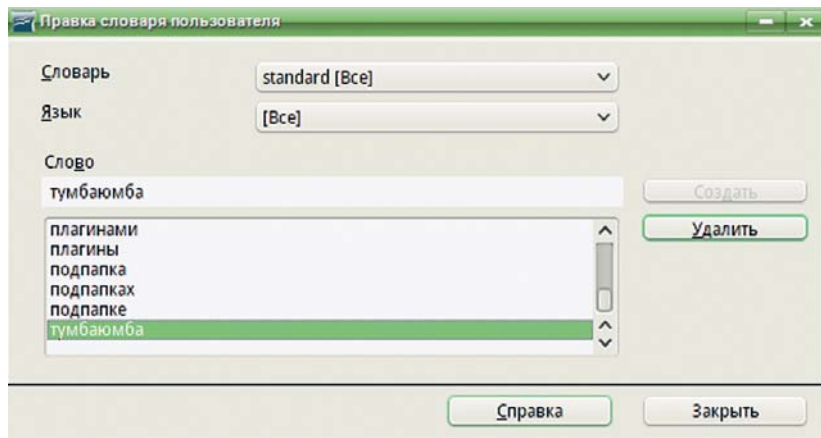 Правка словаря пользователя
Словарь
standard [Все]
Язык
[Все]
Слово
тумбаюмба
Создать
плагинами
Удалить
плагины
подпапка
подпапках
подпапке
тумбаюмба
Справка
Закрыть